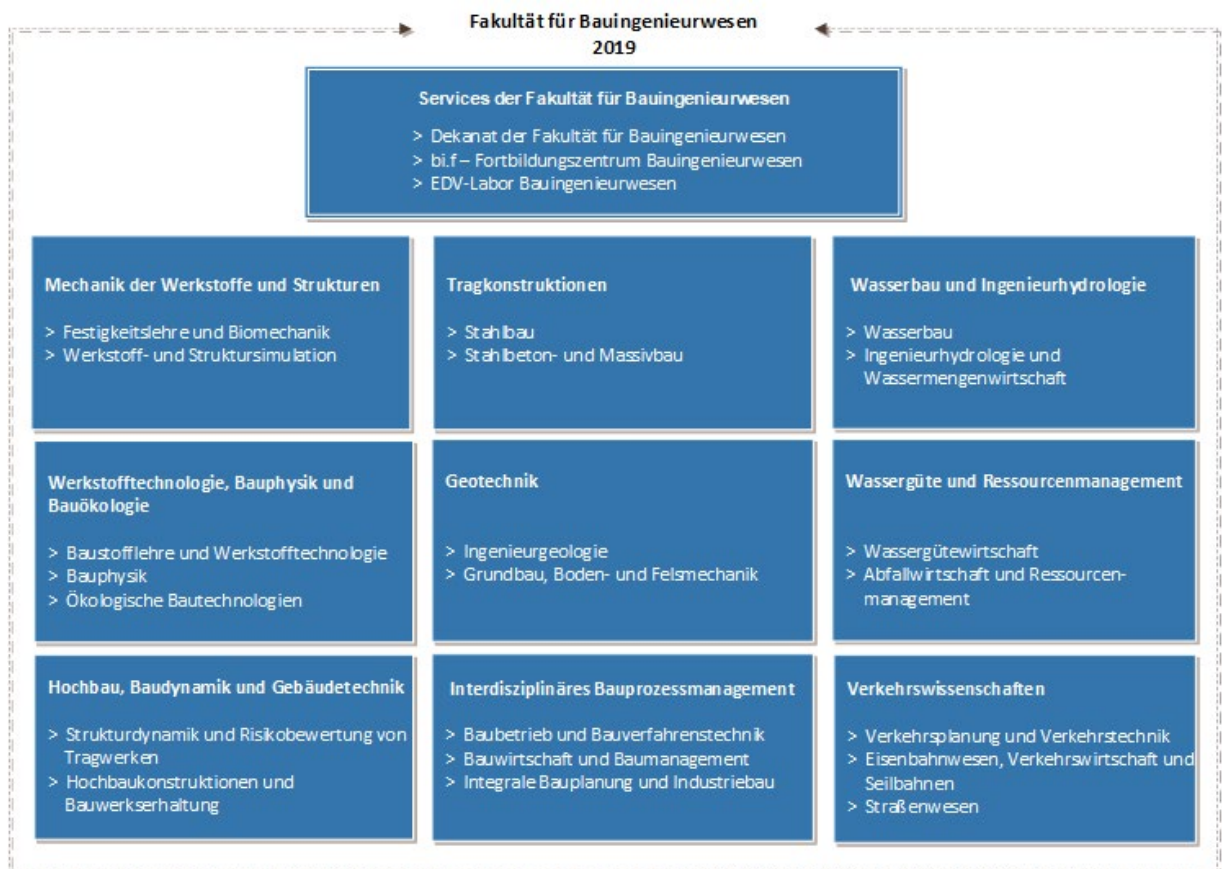 Fakultät für Bauingenieurwesen
2019
Services der Fakultät für Bauingenieurwesen
> Dekanat der Fakultät für Bauingenieurwesen
> bi.f – Fortbildungszentrum Bauingenieurwesen
> EDV-Labor Bauingenieurwesen
Mechanik der Werkstoffe und Strukturen
> Festigkeitslehre und Biomechanik
> Werkstoff- und Struktursimulation
Tragkonstruktionen
> Stahlbau
> Stahlbeton- und Massivbau
Wasserbau und Ingenieurhydrologie
> Wasserbau
> Ingenieurhydrologie und
Wassermengenwirtschaft
Werkstofftechnologie, Bauphysik und
Bauökologie
> Baustofflehre und Werkstofftechnologie
> Bauphysik
> Ökologische Bautechnologien
Geotechnik
> Ingenieurgeologie
> Grundbau, Boden- und Felsmechanik
Wassergüte und Ressourcenmanagement
> Wassergütewirtschaft
> Abfallwirtschaft und Ressourcen-
management
Hochbau, Baudynamik und Gebäudetechnik
> Strukturdynamik und Risikobewertung von
Tragwerken
> Hochbaukonstruktionen und
Bauwerkserhaltung
Interdisziplinäres Bauprozessmanagement
> Baubetrieb und Bauverfahrenstechnik
> Bauwirtschaft und Baumanagement
> Integrale Bauplanung und Industriebau
Verkehrswissenschaften
> Verkehrsplanung und Verkehrstechnik
> Eisenbahnwesen, Verkehrswirtschaft und
Seilbahnen
> Straßenwesen